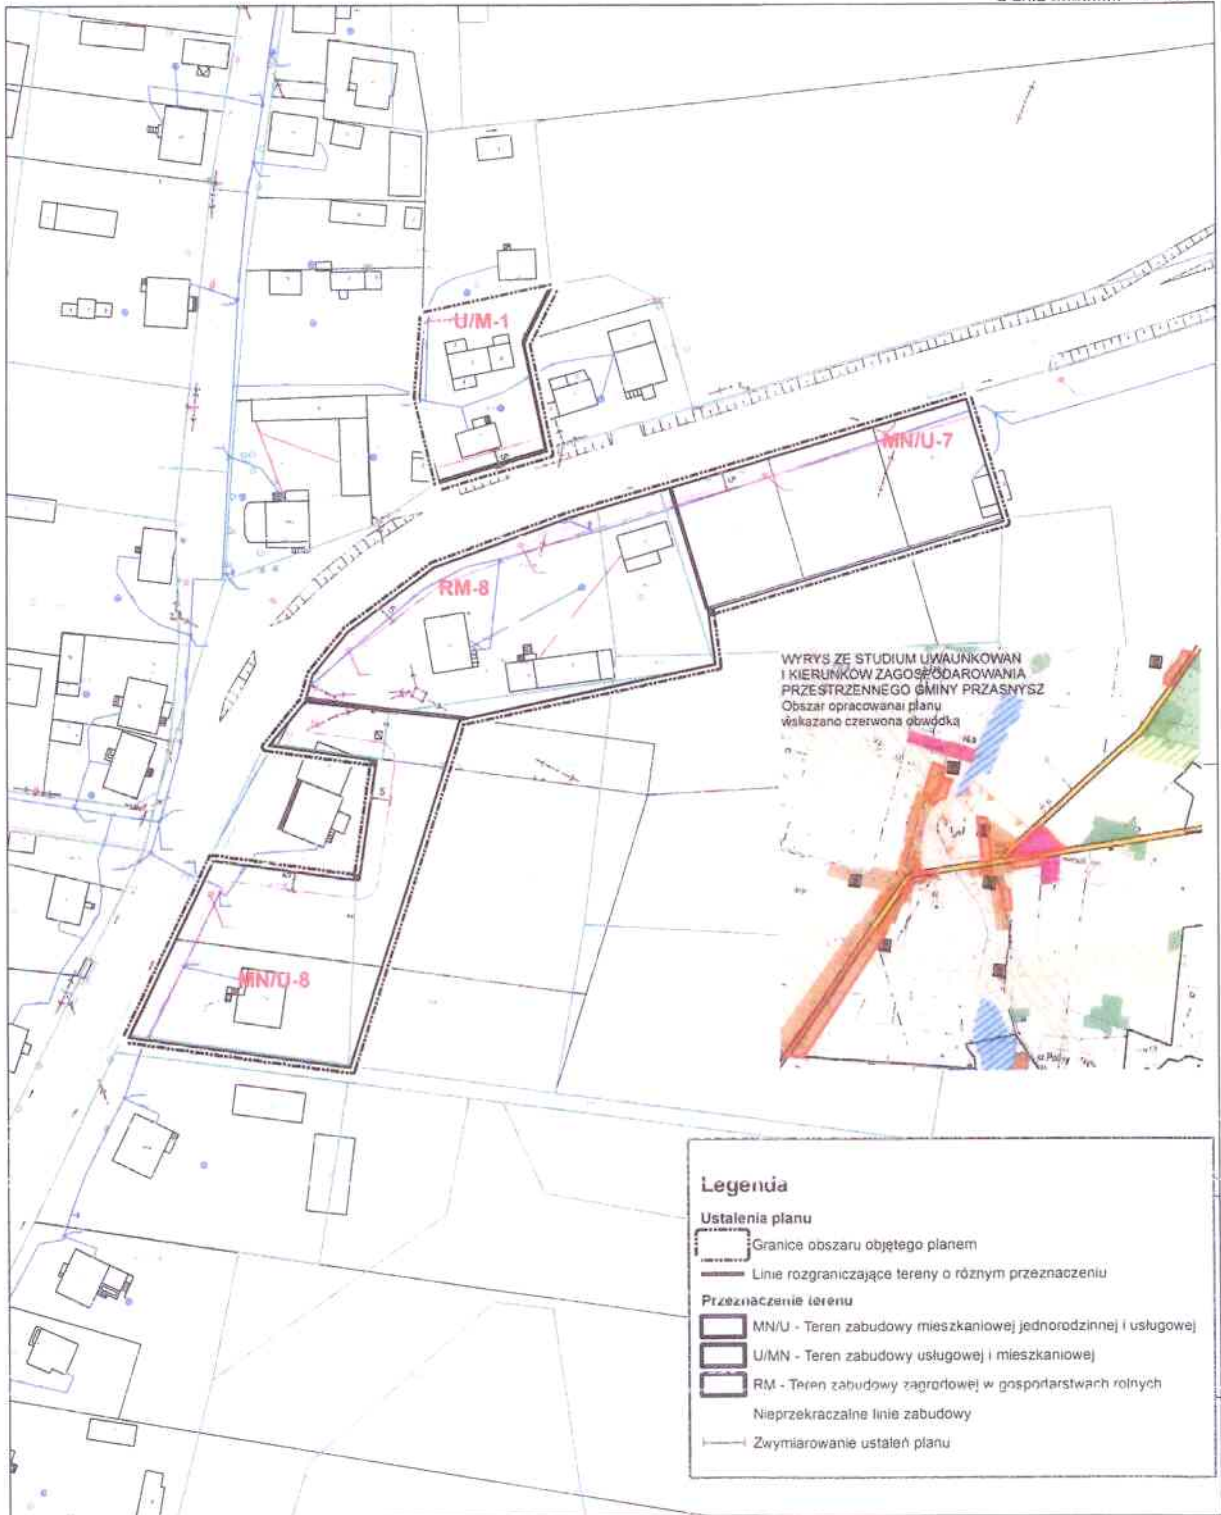 U/M-1
MN/U-7
RM-8
WYRYS ZE STUDIUM UWAUNKOWAN
I KIERUNKÓW ZAGOSPODAROWANIA
PRZESTRZENNEGO GMINY PRZASNYSZ
Obszar opracowanai planu
wskazano czerwona obwódką
MN/U-8
Legenda
Ustalenia planu
Granice obszaru objętego planem
Linie rozgraniczające tereny o różnym przeznaczeniu
Przeznaczenie terenu
MN/U - Teren zabudowy mieszkaniowej jednorodzinnej i usługowej
U/MN - Teren zabudowy usługowej i mieszkaniowej
RM - Teren zabudowy zagrodowej w gospodarstwach rolnych
Nieprzekraczalne linie zabudowy
Zwymiarowanie ustaleń planu